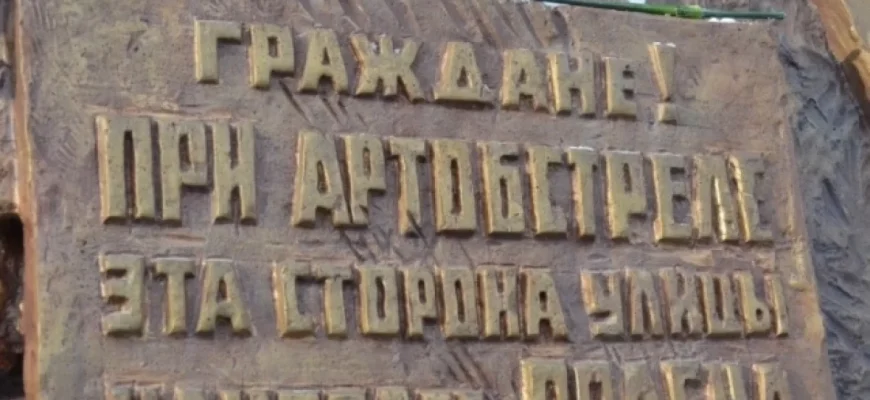 ГРАЖДАНЕ!
ПРИ АРТОБСТРЕЛЕ
ЭТА СТОРОНА УЛИЦЫ